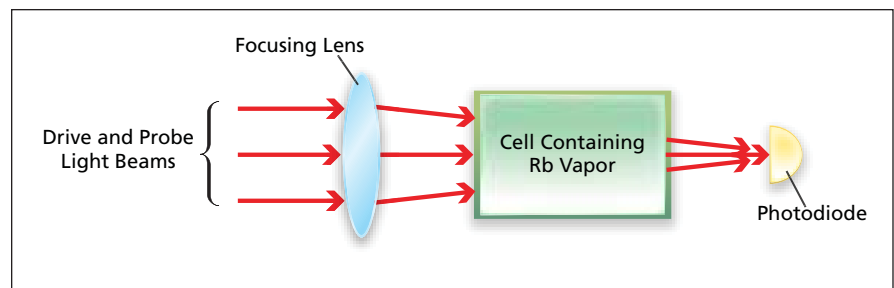 Focusing Lens
Drive and Probe
Light Beams
Cell Containing
Rb Vapor
Photodiode